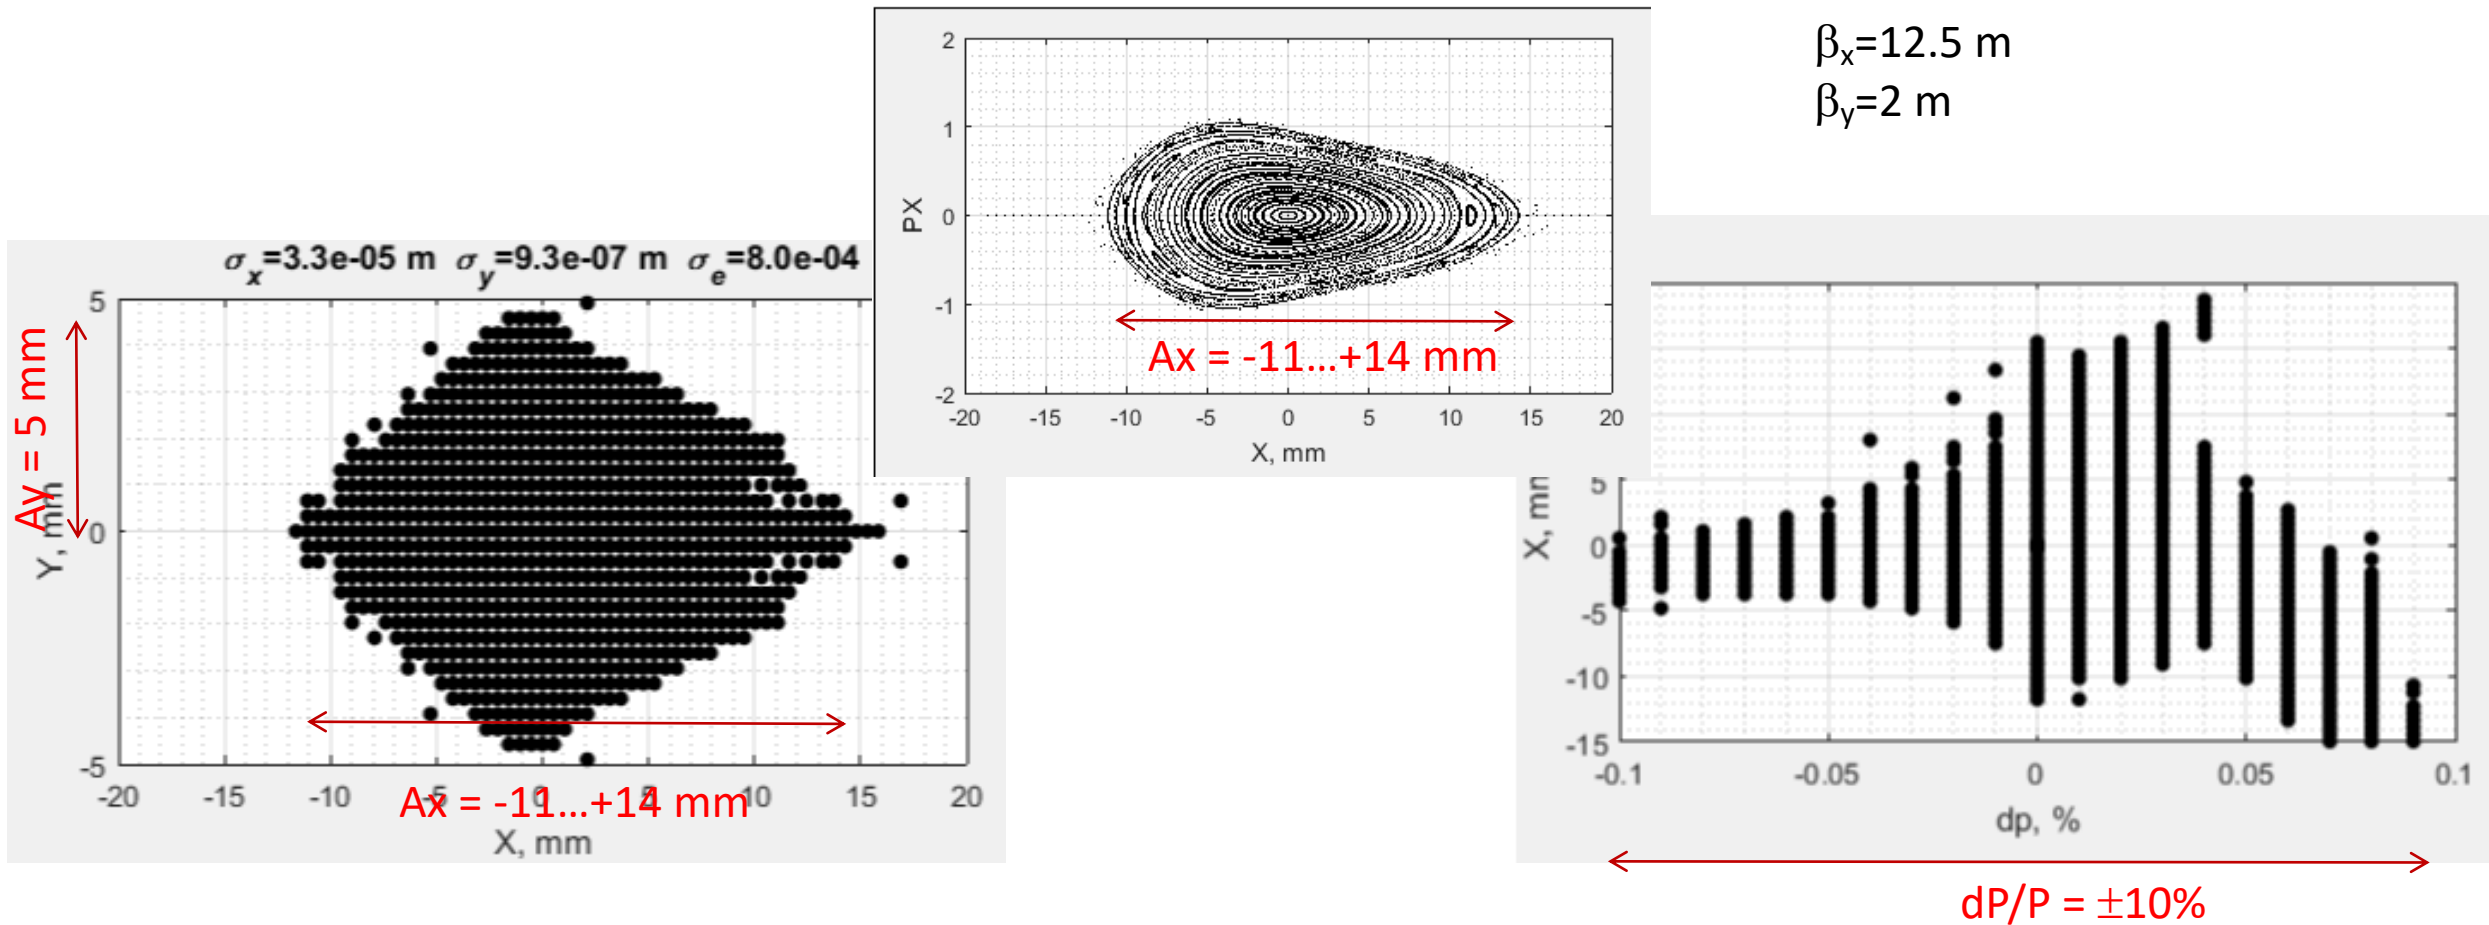 βx=12.5 m
βy=2 m
2
1
0
-1
-2
PX
-20 -15 -10 -5 0 5 10 15 20
X, mm
Ax = -11...+14 mm
σx=3.3e-05 m σy=9.3e-07 m σe=8.0e-04
5
0
-5
Y, mm
Ay = 5 mm
-20 -15 -10 -5 0 5 10 15 20
Ax = -11...+14 mm
X, mm
5
0
-5
-10
-15
X, mm
-0.1 -0.05 0 0.05 0.1
dp, %
dP/P = ±10%